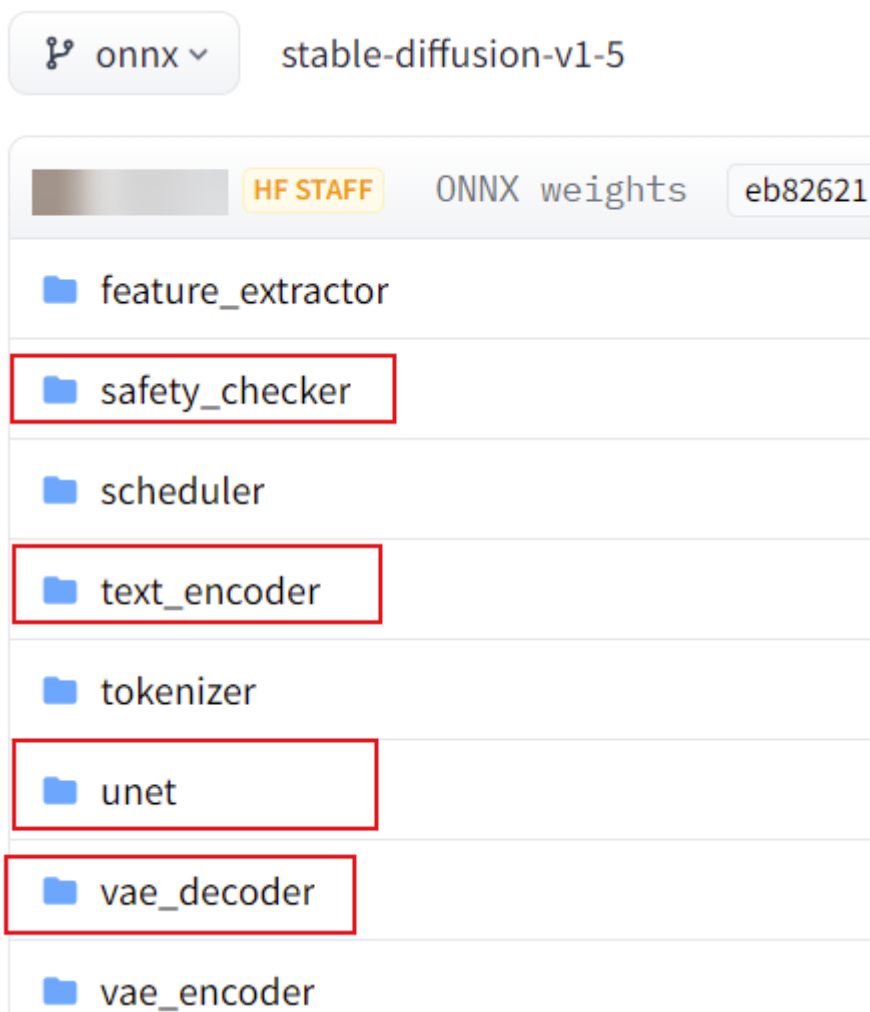 onnx stable-diffusion-v1-5
HF STAFF ONNX weights eb82621
feature_extractor
safety_checker
scheduler
text_encoder
tokenizer
unet
vae_decoder
vae_encoder